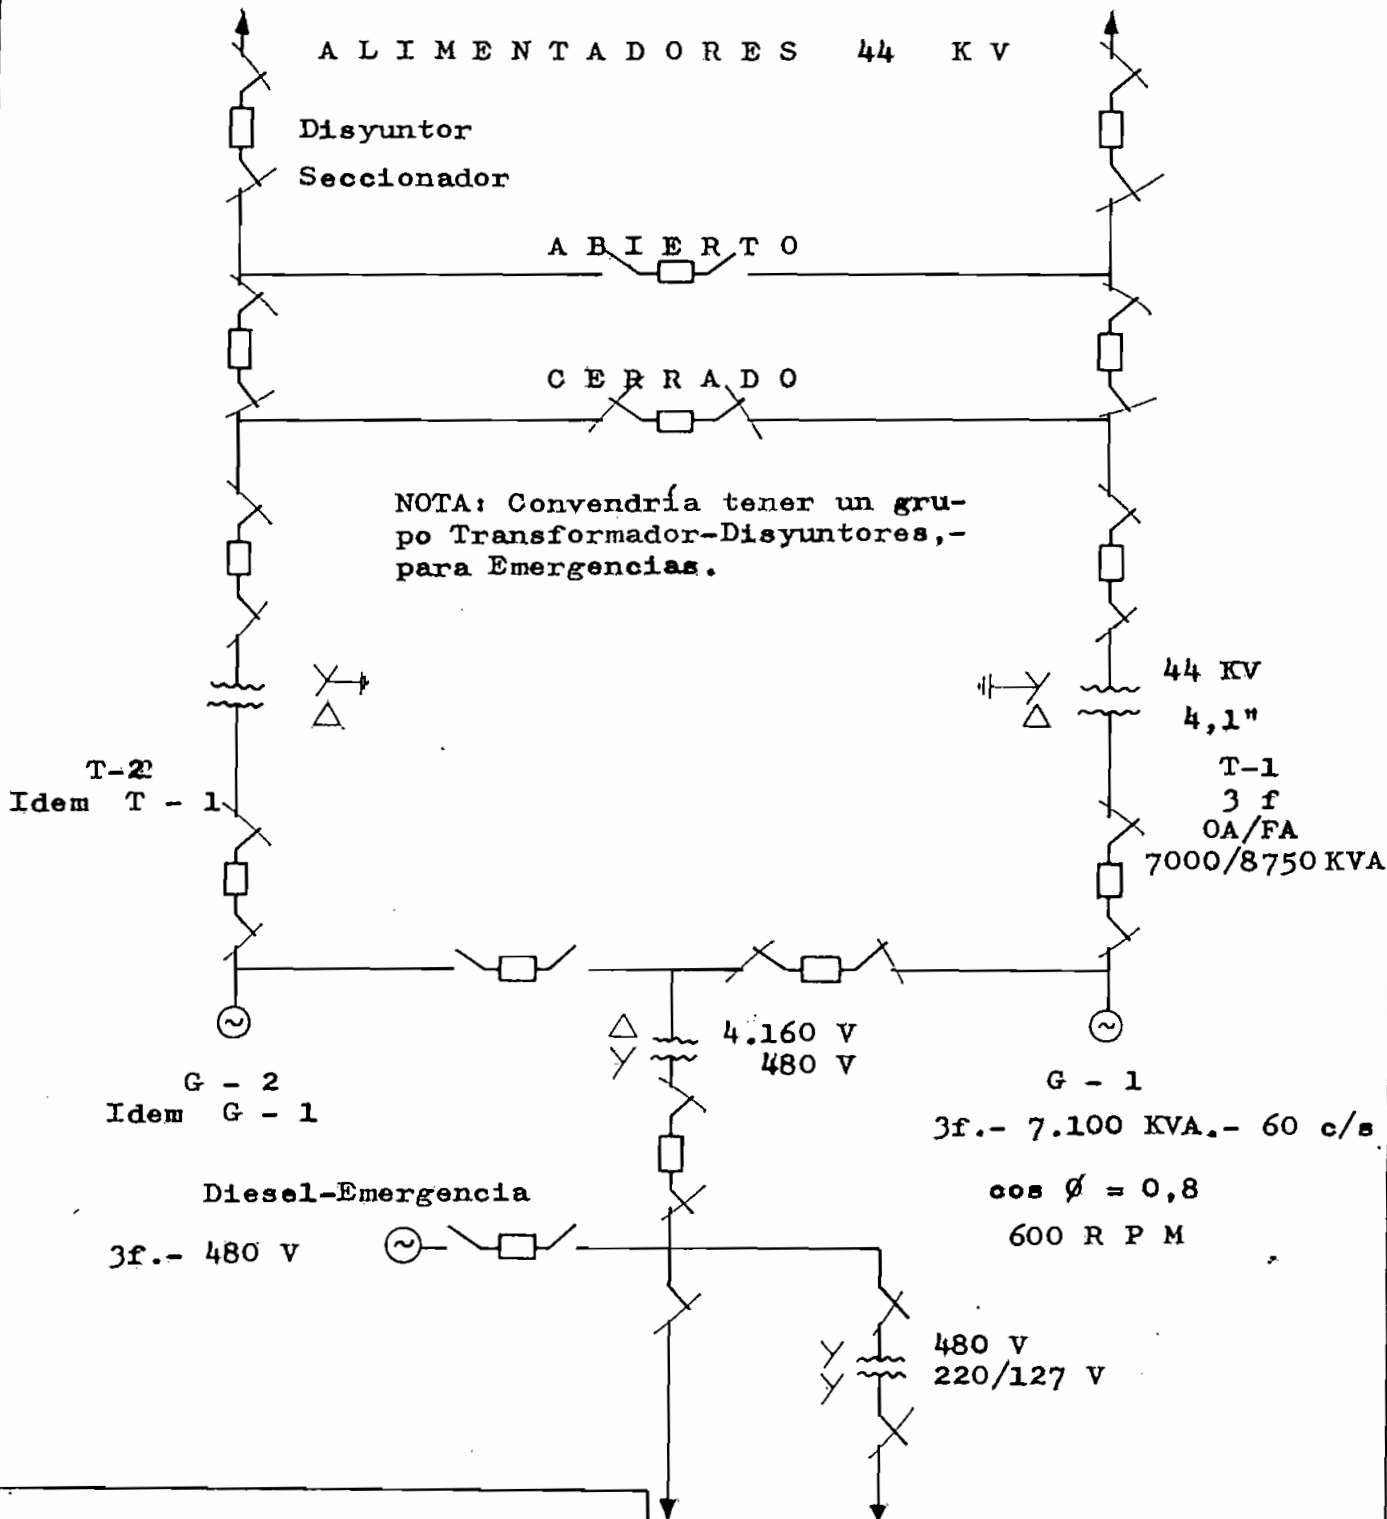 ALIMENTADORES 44 KV
Disyuntor
Seccionador
ABIERTO
CERRADO
NOTA: Convendría tener un gru-
po Transformador-Disyuntores,-
para Emergencias.
44 KV
4,1"
T-2
Idem T - 1
T-1
3 f
OA/FA
7000/8750 KVA
4.160 V
480 V
G - 2
Idem G - 1
G - 1
3f.- 7.100 KVA.- 60 c/s
cos Ø = 0,8
600 R P M
Diesel-Emergencia
3f.- 480 V
480 V
220/127 V